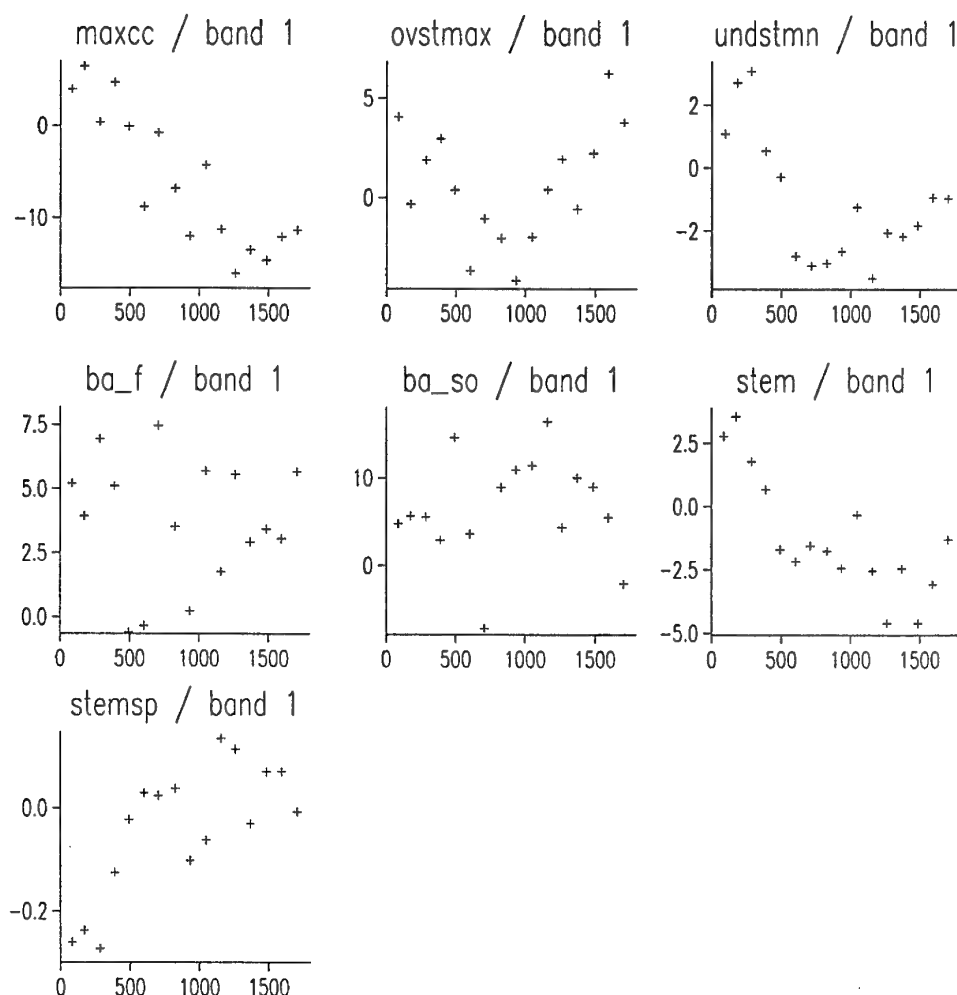 maxcc / band 1 ovstmax / band 1 undstmn / band 1
0 5 2
-10 0 0
-2
0 500 1000 1500 0 500 1000 1500 0 500 1000 1500
ba_f / band 1 ba_so / band 1 stem / band 1
7.5 10 2.5
5.0 0 0.0
2.5 -2.5
0.0 -5.0
0 500 1000 1500 0 500 1000 1500 0 500 1000 1500
stemsp / band 1
0.0
-0.2
0 500 1000 1500